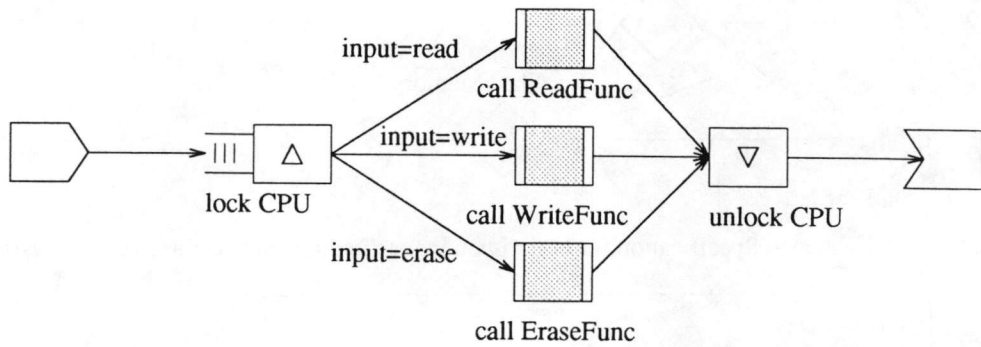 input=read
call ReadFunc
input=write
lock CPU
call WriteFunc
unlock CPU
input=erase
call EraseFunc